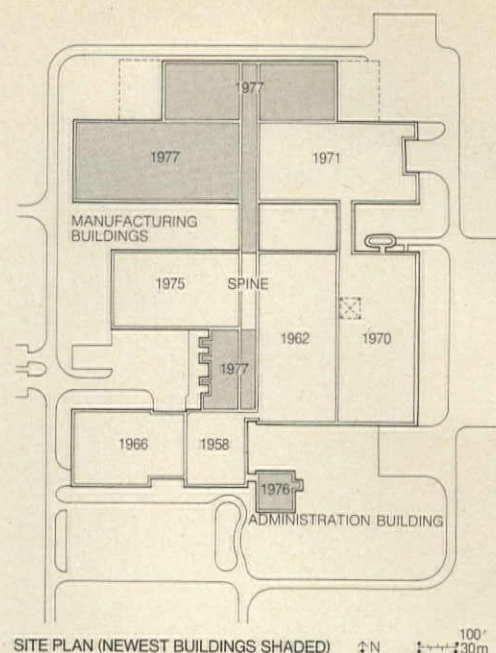 1977
1977
1971
MANUFACTURING
BUILDINGS
1975
SPINE
1962
1970
1977
1966
1958
1976
ADMINISTRATION BUILDING
SITE PLAN (NEWEST BUILDINGS SHADED)
N
100'
30m